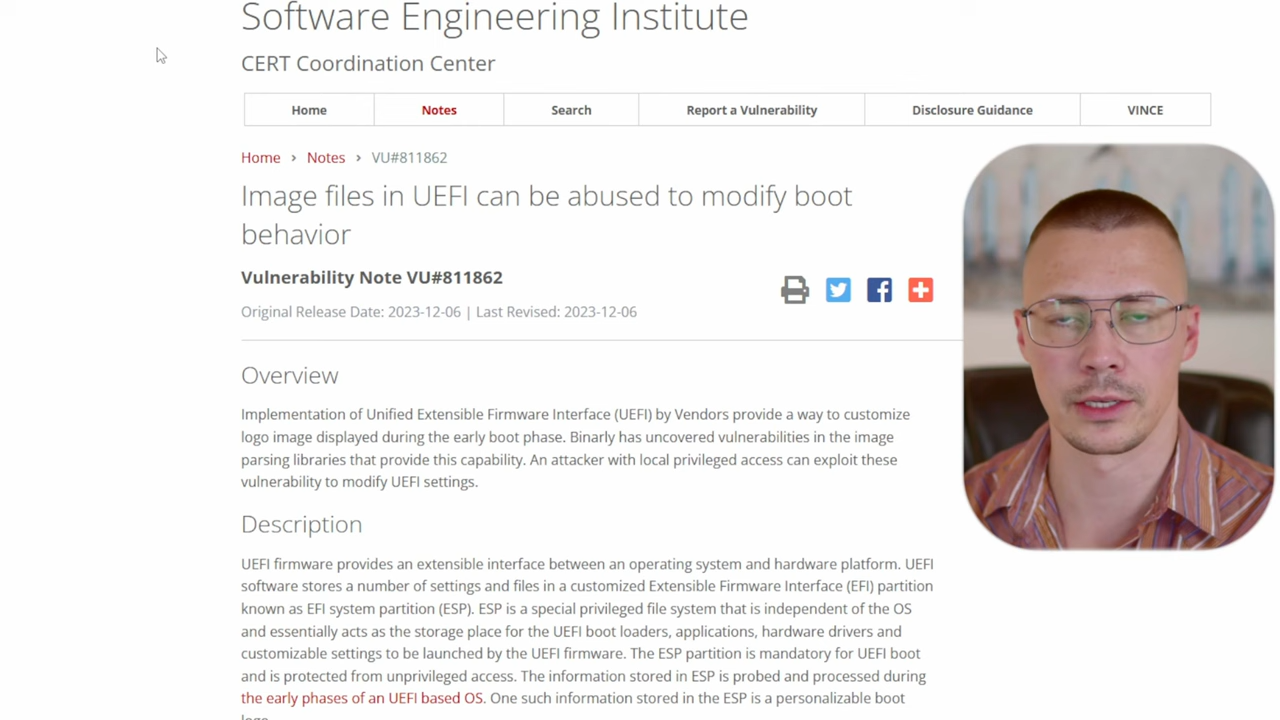 Software Engineering Institute
CERT Coordination Center
Home
Notes
Search
Report a Vulnerability
Disclosure Guidance
VINCE
Home › Notes › VU#811862
Image files in UEFI can be abused to modify boot
behavior
Vulnerability Note VU#811862
Original Release Date: 2023-12-06 | Last Revised: 2023-12-06
Overview
Implementation of Unified Extensible Firmware Interface (UEFI) by Vendors provide a way to customize
logo image displayed during the early boot phase. Binarly has uncovered vulnerabilities in the image
parsing libraries that provide this capability. An attacker with local privileged access can exploit these
vulnerability to modify UEFI settings.
Description
UEFI firmware provides an extensible interface between an operating system and hardware platform. UEFI
software stores a number of settings and files in a customized Extensible Firmware Interface (EFI) partition
known as EFI system partition (ESP). ESP is a special privileged file system that is independent of the OS
and essentially acts as the storage place for the UEFI boot loaders, applications, hardware drivers and
customizable settings to be launched by the UEFI firmware. The ESP partition is mandatory for UEFI boot
and is protected from unprivileged access. The information stored in ESP is probed and processed during
the early phases of an UEFI based OS. One such information stored in the ESP is a personalizable boot